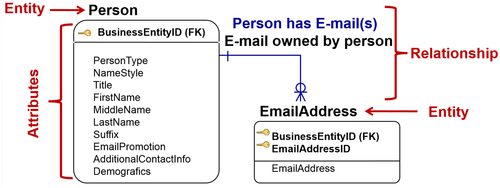 Entity
Person
BusinessEntityID (FK)
PersonType
NameStyle
Title
FirstName
MiddleName
LastName
Suffix
EmailPromotion
AdditionalContactInfo
Demografics
Attributes
Person has E-mail(s)
E-mail owned by person
Relationship
EmailAddress
Entity
BusinessEntityID (FK)
EmailAddressID
EmailAddress